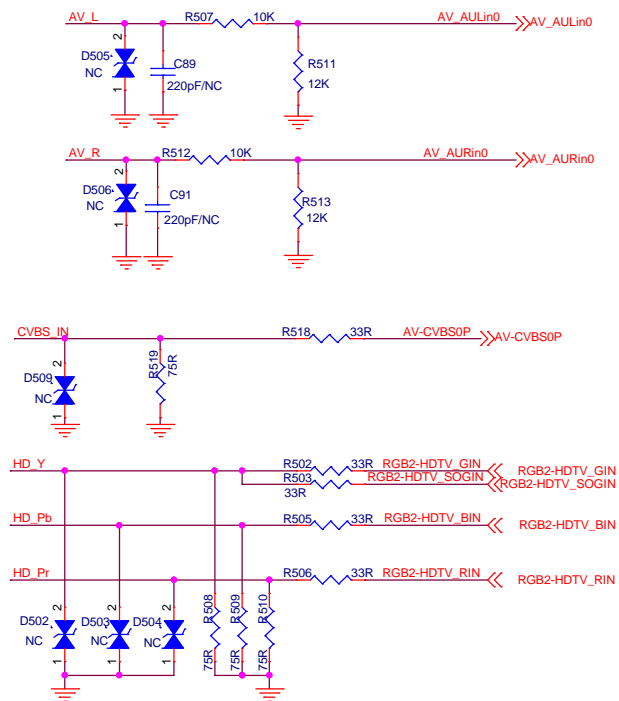 AV_L
R507
10K
AV_AULin0
AV_AULin0
2
D505
NC
1
C89
220pF/NC
R511
12K
AV_R
R512
10K
AV_AURin0
AV_AURin0
2
D506
NC
1
C91
220pF/NC
R513
12K
CVBS_IN
R518
33R
AV-CVBS0P
AV-CVBS0P
2
D509
NC
1
R519
75R
HD_Y
R502
33R
RGB2-HDTV_GIN
RGB2-HDTV_GIN
R503
33R
RGB2-HDTV_SOGIN
RGB2-HDTV_SOGIN
HD_Pb
R505
33R
RGB2-HDTV_BIN
RGB2-HDTV_BIN
HD_Pr
R506
33R
RGB2-HDTV_RIN
RGB2-HDTV_RIN
2
D502
NC
1
2
D503
NC
1
2
D504
NC
1
R508
75R
R509
75R
R510
75R